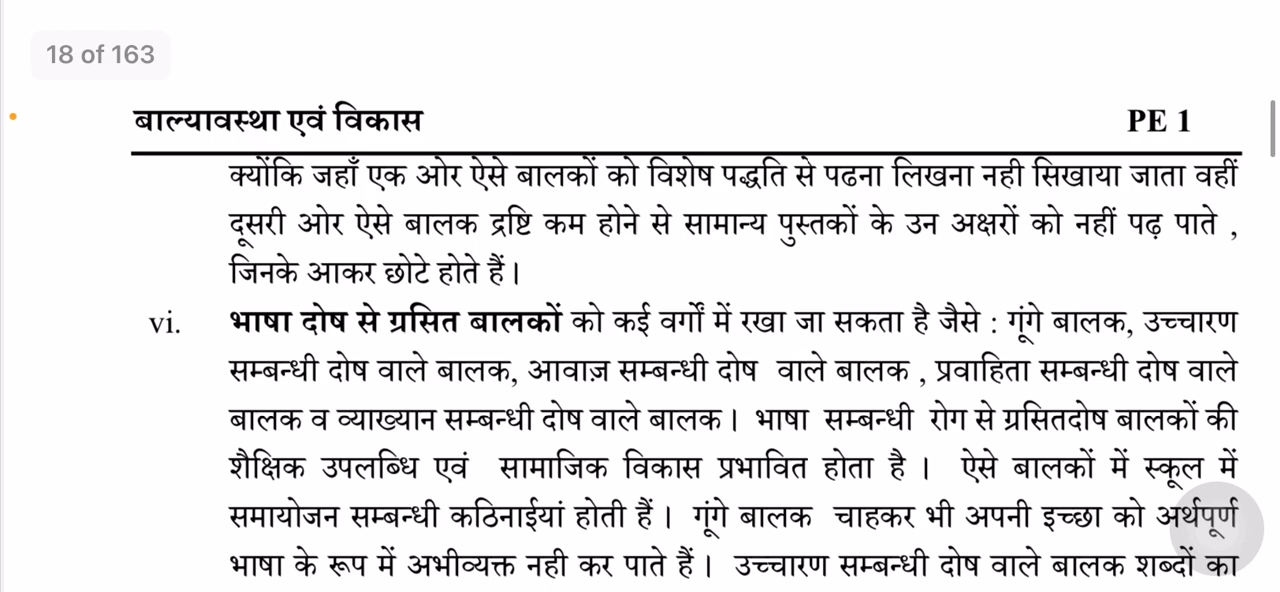 18 of 163
बाल्यावस्था एवं विकास PE 1
क्योंकि जहाँ एक ओर ऐसे बालकों को विशेष पद्धति से पढना लिखना नही सिखाया जाता वहीं
दूसरी ओर ऐसे बालक द्रष्टि कम होने से सामान्य पुस्तकों के उन अक्षरों को नहीं पढ़ पाते ,
जिनके आकर छोटे होते हैं।
vi. भाषा दोष से ग्रसित बालकों को कई वर्गों में रखा जा सकता है जैसे : गूंगे बालक, उच्चारण
सम्बन्धी दोष वाले बालक, आवाज़ सम्बन्धी दोष वाले बालक , प्रवाहिता सम्बन्धी दोष वाले
बालक व व्याख्यान सम्बन्धी दोष वाले बालक। भाषा सम्बन्धी रोग से ग्रसितदोष बालकों की
शैक्षिक उपलब्धि एवं सामाजिक विकास प्रभावित होता है। ऐसे बालकों में स्कूल में
समायोजन सम्बन्धी कठिनाईयां होती हैं। गूंगे बालक चाहकर भी अपनी इच्छा को अर्थपूर्ण
भाषा के रूप में अभीव्यक्त नही कर पाते हैं। उच्चारण सम्बन्धी दोष वाले बालक शब्दों का